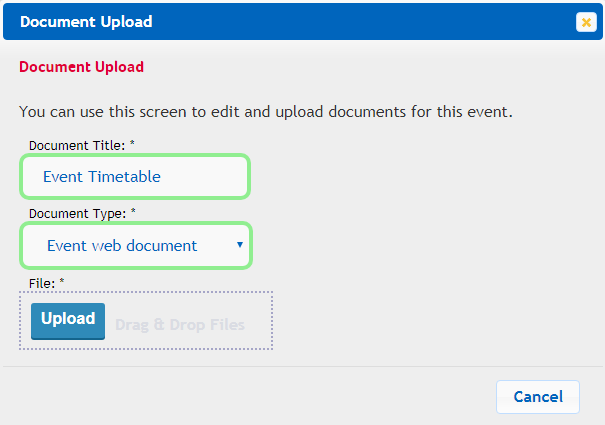 Document Upload
Document Upload
You can use this screen to edit and upload documents for this event.
Document Title: *
Event Timetable
Document Type: *
Event web document
File: *
Upload Drag & Drop Files
Cancel